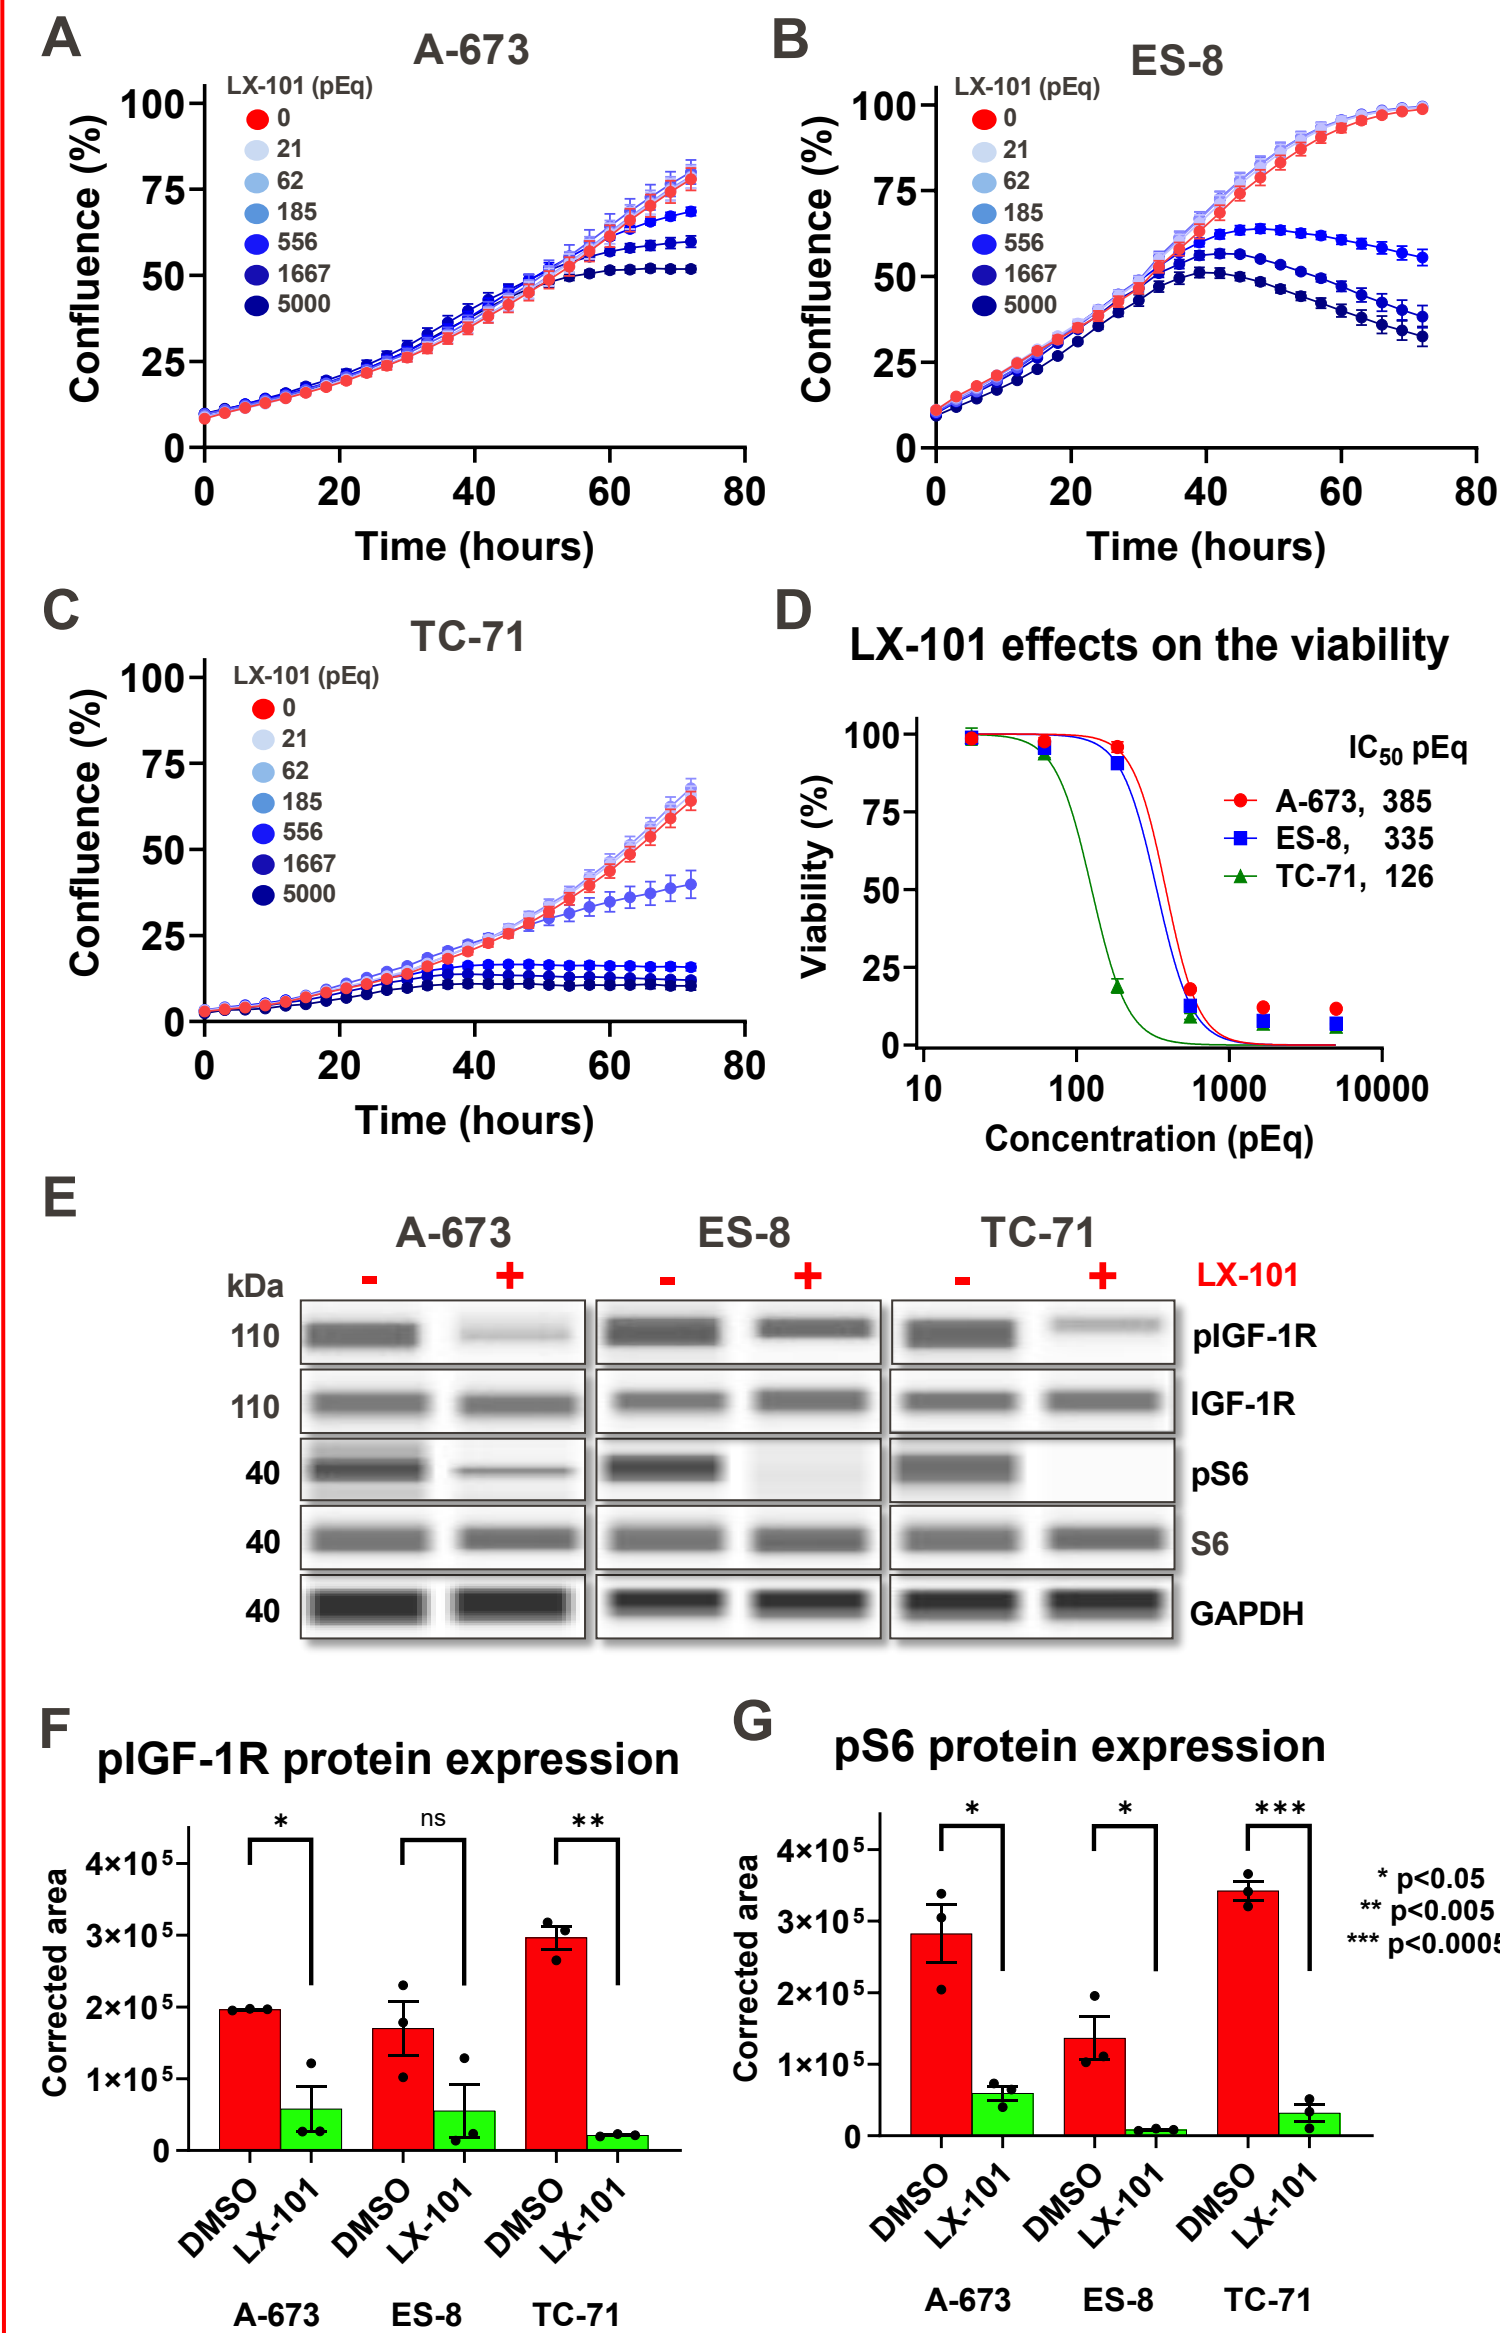 A
A-673
LX-101 (pEq)
0
21
62
185
556
1667
5000
Confluence (%)
100
75
50
25
0
0 20 40 60 80
Time (hours)
B
ES-8
LX-101 (pEq)
0
21
62
185
556
1667
5000
Confluence (%)
100
75
50
25
0
0 20 40 60 80
Time (hours)
C
TC-71
LX-101 (pEq)
0
21
62
185
556
1667
5000
Confluence (%)
100
75
50
25
0
0 20 40 60 80
Time (hours)
D
LX-101 effects on the viability
Viability (%)
100
75
50
25
0
10 100 1000 10000
Concentration (pEq)
IC50 pEq
A-673, 385
ES-8, 335
TC-71, 126
E
A-673 ES-8 TC-71
kDa - + - + - + LX-101
110 pIGF-1R
110 IGF-1R
40 pS6
40 S6
40 GAPDH
F
pIGF-1R protein expression
* ns **
Corrected area
4×10⁵
3×10⁵
2×10⁵
1×10⁵
0
DMSO LX-101 DMSO LX-101 DMSO LX-101
A-673 ES-8 TC-71
G
pS6 protein expression
* * ***
Corrected area
4×10⁵
3×10⁵
2×10⁵
1×10⁵
0
* p<0.05
** p<0.005
*** p<0.0005
DMSO LX-101 DMSO LX-101 DMSO LX-101
A-673 ES-8 TC-71